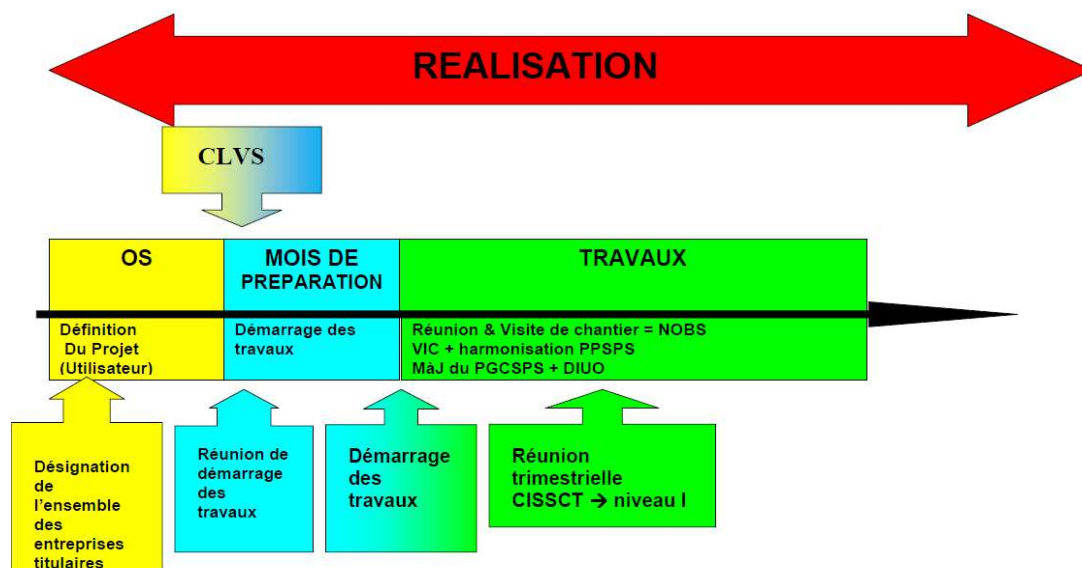 REALISATION
CLVS
OS
MOIS DE
PREPARATION
TRAVAUX
Définition
Du Projet
(Utilisateur)
Démarrage des
travaux
Réunion & Visite de chantier = NOBS
VIC + harmonisation PPSPS
MàJ du PGCSPS + DIUO
Désignation
de
l'ensemble
des
entreprises
titulaires
Réunion de
démarrage
des
travaux
Démarrage
des
travaux
Réunion
trimestrielle
CISSCT → niveau I